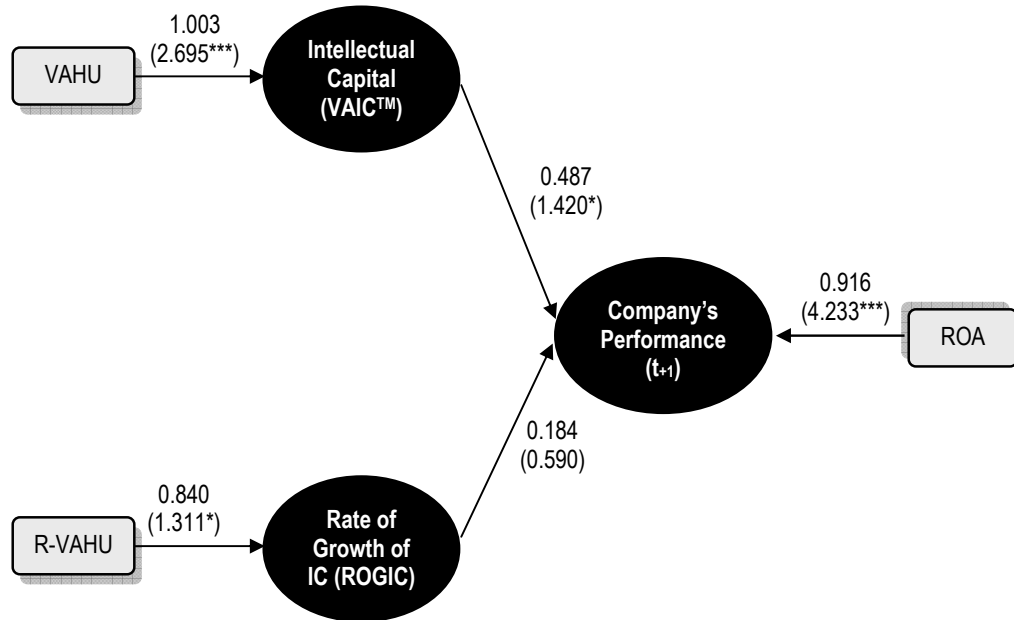 1.003
(2.695***)
VAHU
Intellectual
Capital
(VAIC™)
0.487
(1.420*)
Company’s
Performance
(t+1)
0.916
(4.233***)
ROA
0.184
(0.590)
0.840
(1.311*)
R-VAHU
Rate of
Growth of
IC (ROGIC)